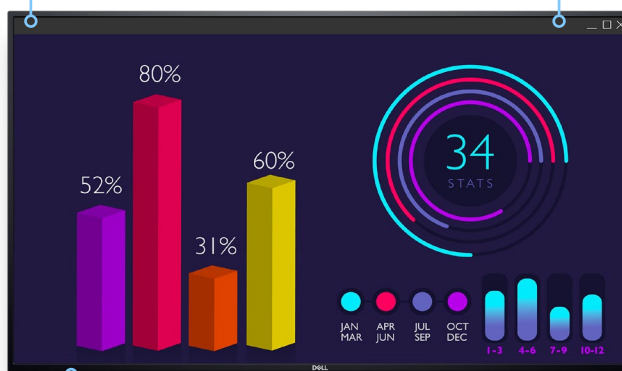 80%
60%
52%
31%
34
STATS
JAN
MAR
APR
JUN
JUL
SEP
OCT
DEC
1-3
4-6
7-9
10-12
DELL